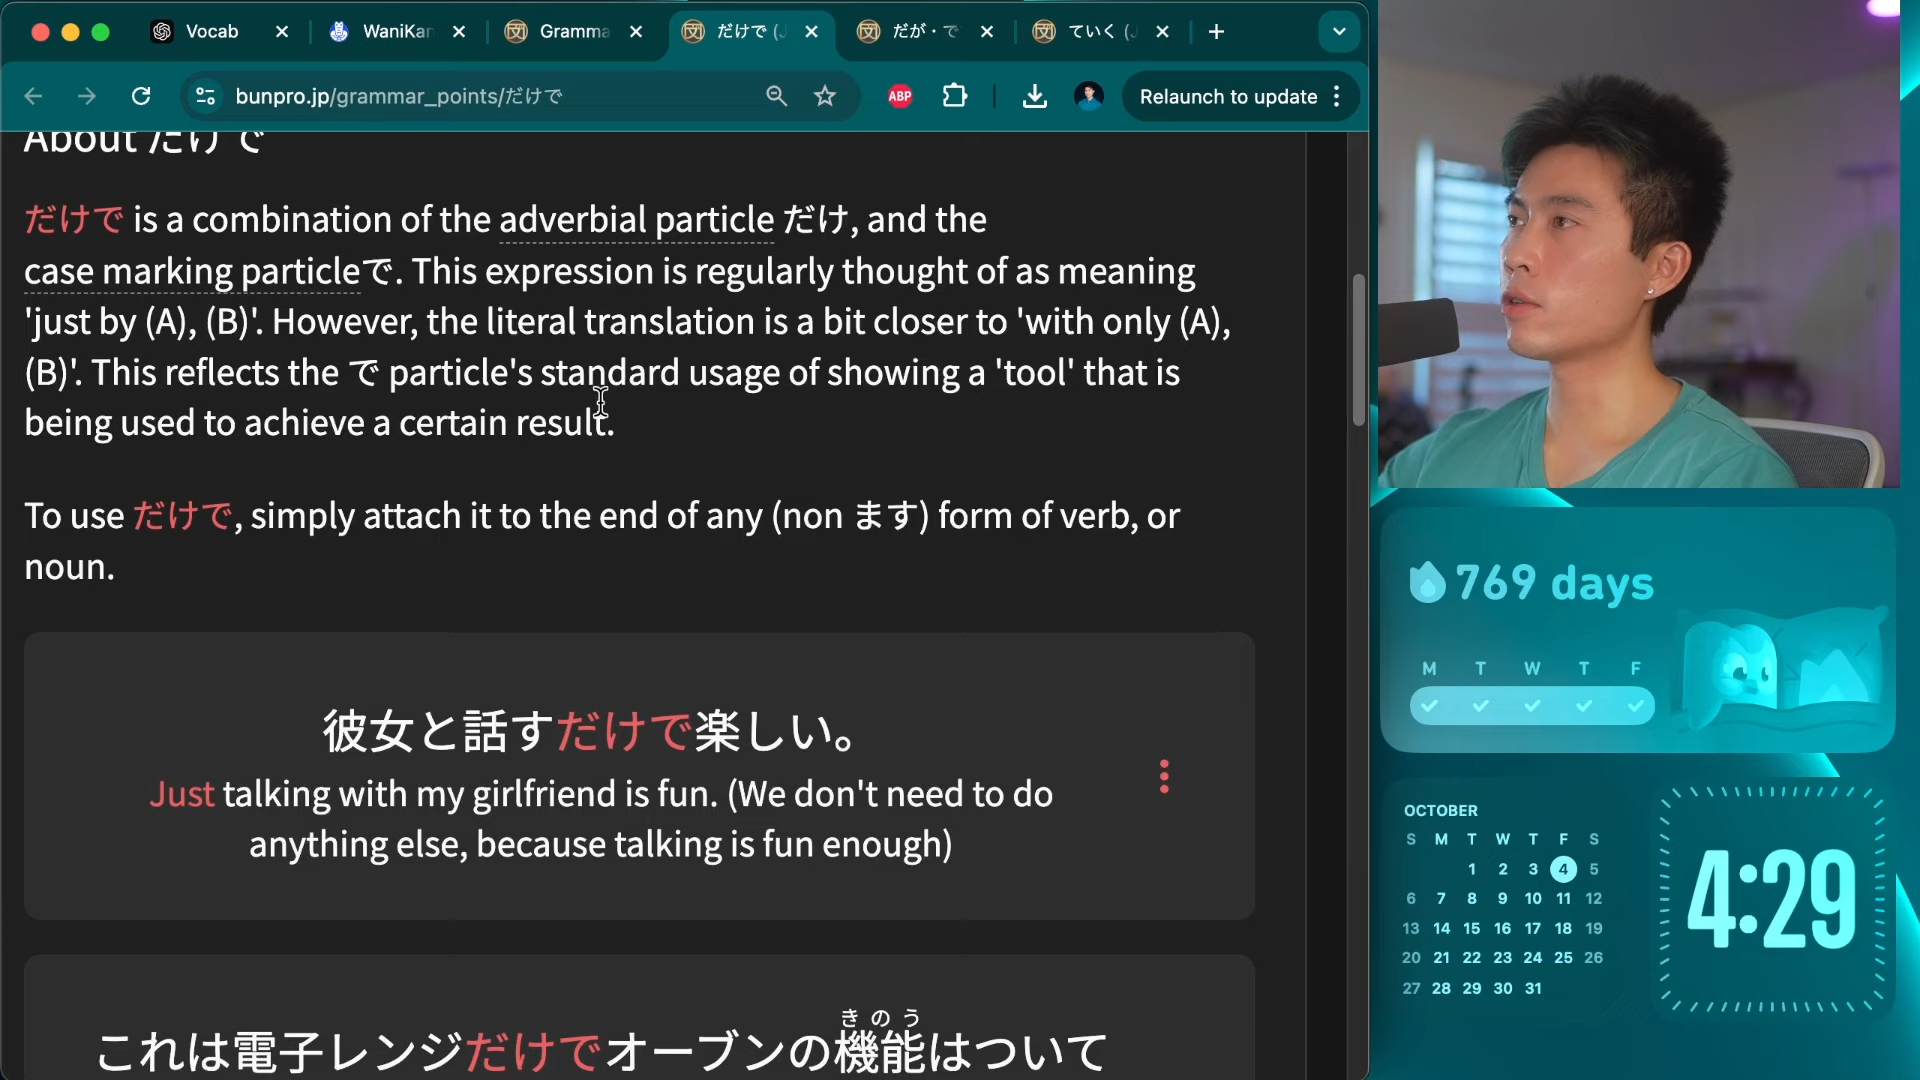 Vocab
WaniKan
Gramma
だけで (
だが・で
ていく (
bunpro.jp/grammar_points/だけで
ABP
Relaunch to update
About だけで
だけで is a combination of the adverbial particle だけ, and the
case marking particleで. This expression is regularly thought of as meaning
'just by (A), (B)'. However, the literal translation is a bit closer to 'with only (A),
(B)'. This reflects the で particle's standard usage of showing a 'tool' that is
being used to achieve a certain result.
To use だけで, simply attach it to the end of any (non ます) form of verb, or
noun.
彼女と話すだけで楽しい。
Just talking with my girlfriend is fun. (We don't need to do
anything else, because talking is fun enough)
きのう
これは電子レンジだけでオーブンの機能はついて
769 days
M T W T F
OCTOBER
S M T W T F S
1 2 3 4 5
6 7 8 9 10 11 12
13 14 15 16 17 18 19
20 21 22 23 24 25 26
27 28 29 30 31
4:29